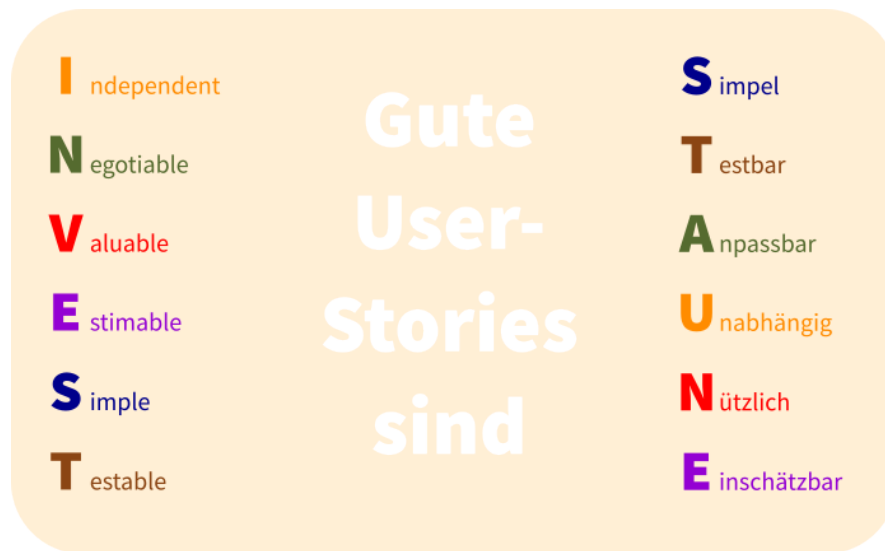 Independent
Negotiable
Valuable
Estimable
Simple
Testable
Gute
User-
Stories
sind
Simpel
Testbar
Anpassbar
Unabhängig
Nützlich
Einschätzbar